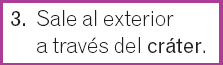 3. Sale al exterior
a través del cráter.